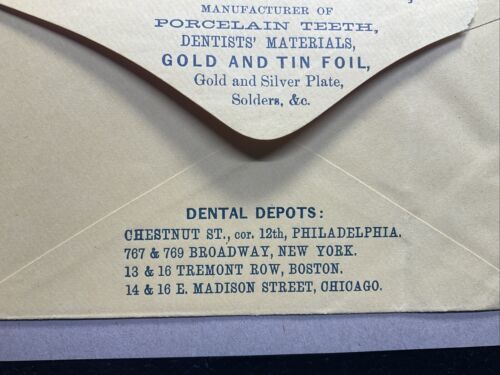 MANUFACTURER OF
PORCELAIN TEETH,
DENTISTS' MATERIALS,
GOLD AND TIN FOIL,
Gold and Silver Plate,
Solders, &c.
DENTAL DEPOTS:
CHESTNUT ST., cor. 12th, PHILADELPHIA.
767 & 769 BROADWAY, NEW YORK.
13 & 16 TREMONT ROW, BOSTON.
14 & 16 E. MADISON STREET, CHICAGO.